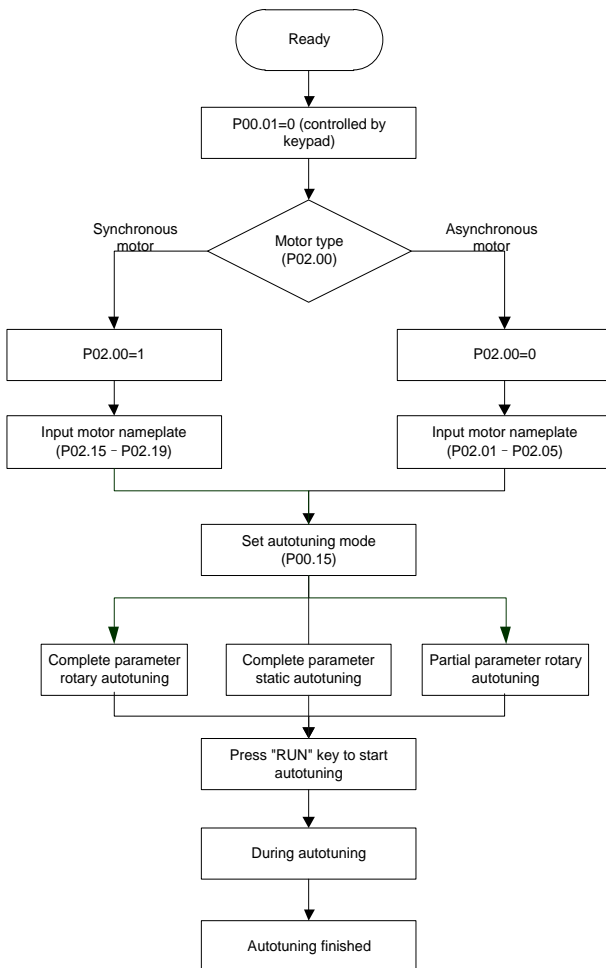 Ready
P00.01=0 (controlled by
keypad)
Synchronous
motor
Motor type
(P02.00)
Asynchronous
motor
P02.00=1
P02.00=0
Input motor nameplate
(P02.15－P02.19)
Input motor nameplate
(P02.01－P02.05)
Set autotuning mode
(P00.15)
Complete parameter
rotary autotuning
Complete parameter
static autotuning
Partial parameter rotary
autotuning
Press "RUN" key to start
autotuning
During autotuning
Autotuning finished